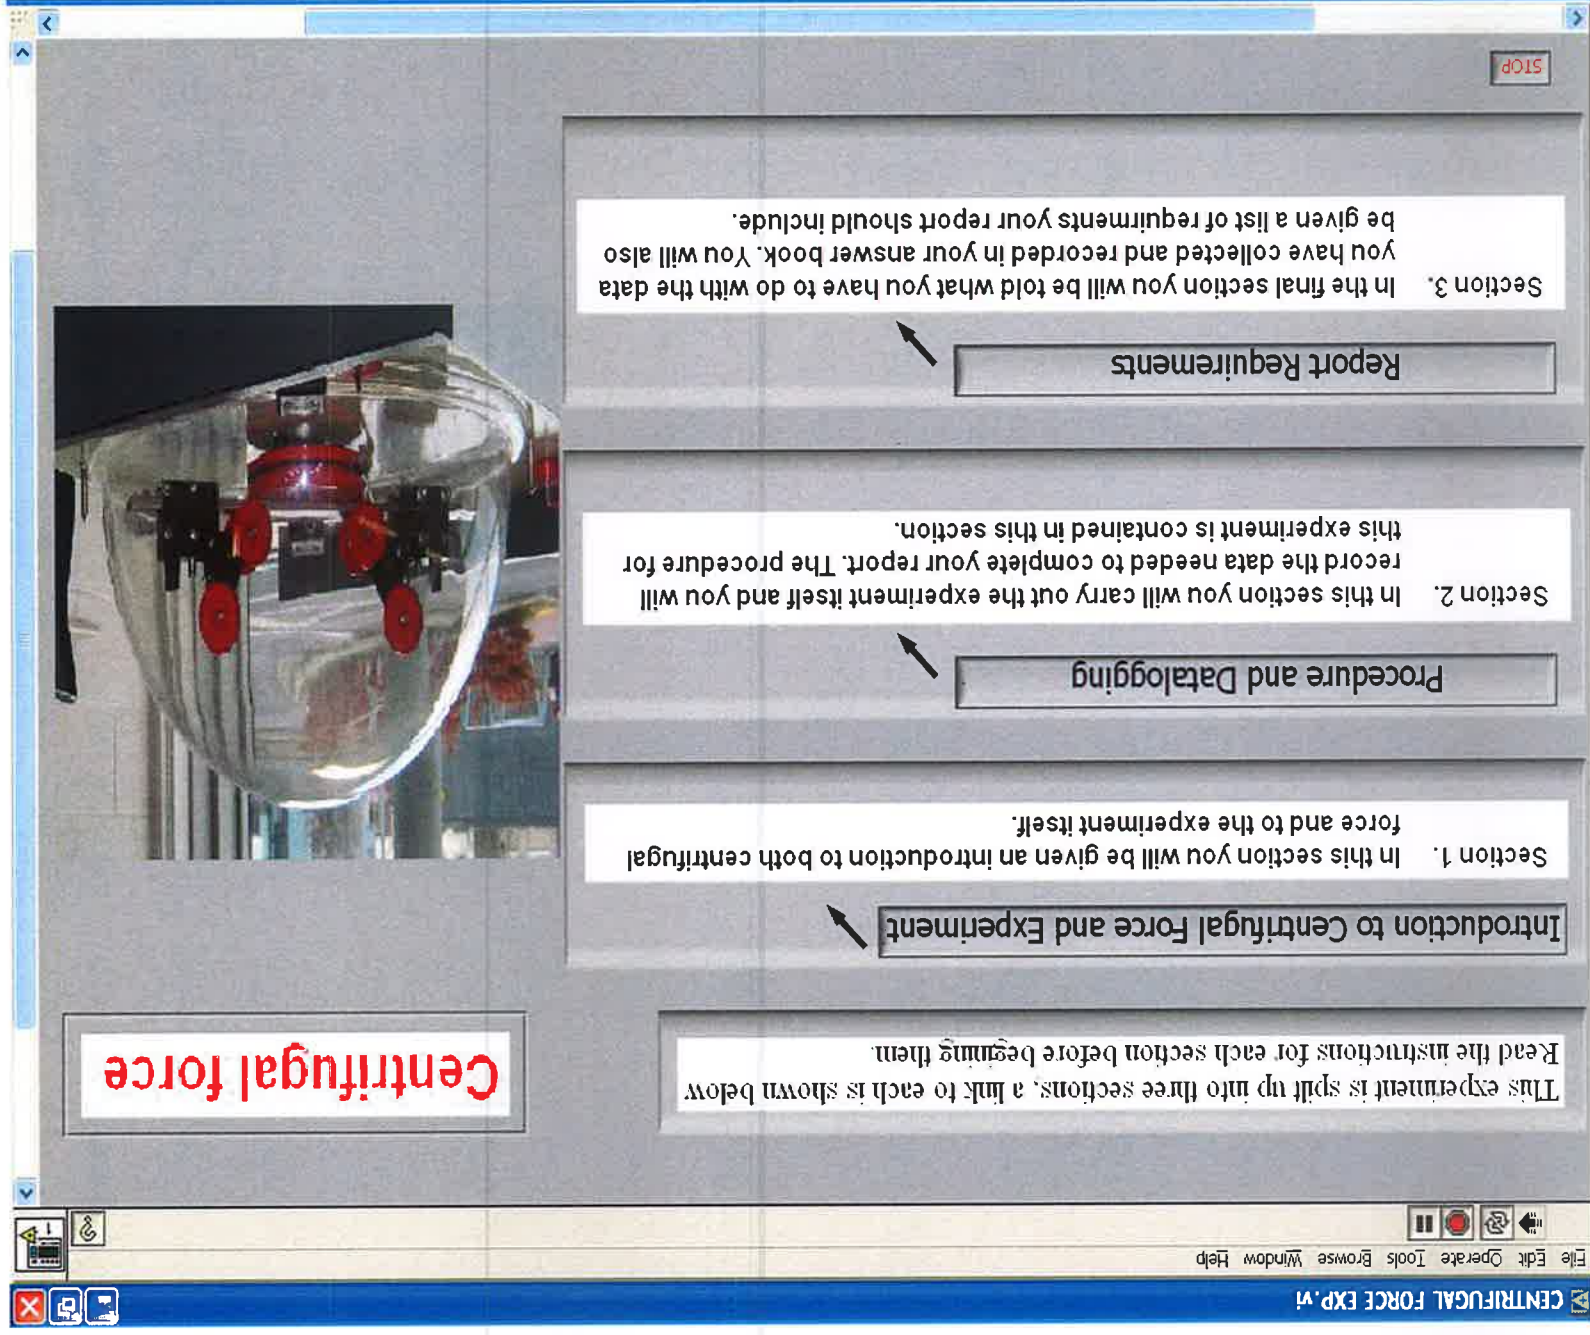 CENTRIFUGAL FORCE EXP.vi
File Edit Operate Tools Browse Window Help
1
This experiment is spilt up into three sections, a link to each is shown below
Read the instructions for each section before begining them.
Centrifugal force
Introduction to Centrifugal Force and Experiment
Section 1. In this section you will be given an introduction to both centrifugal
force and to the experiment itself.
Procedure and Datalogging
Section 2. In this section you will carry out the experiment itself and you will
record the data needed to complete your report. The procedure for
this experiment is contained in this section.
Report Requirements
Section 3. In the final section you will be told what you have to do with the data
you have collected and recorded in your answer book. You will also
be given a list of requirments your report should include.
STOP